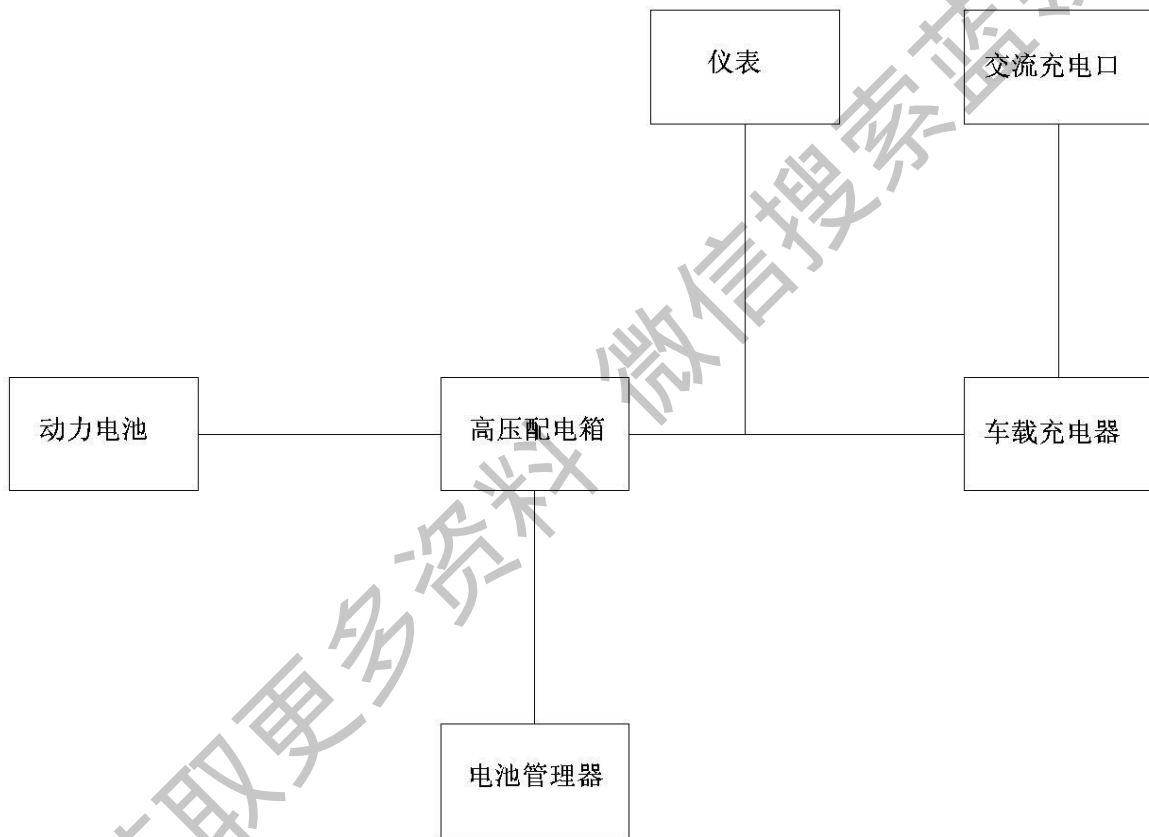 仪表
交流充电口
动力电池
高压配电箱
车载充电器
电池管理器
取更多资料 微信搜索蓝